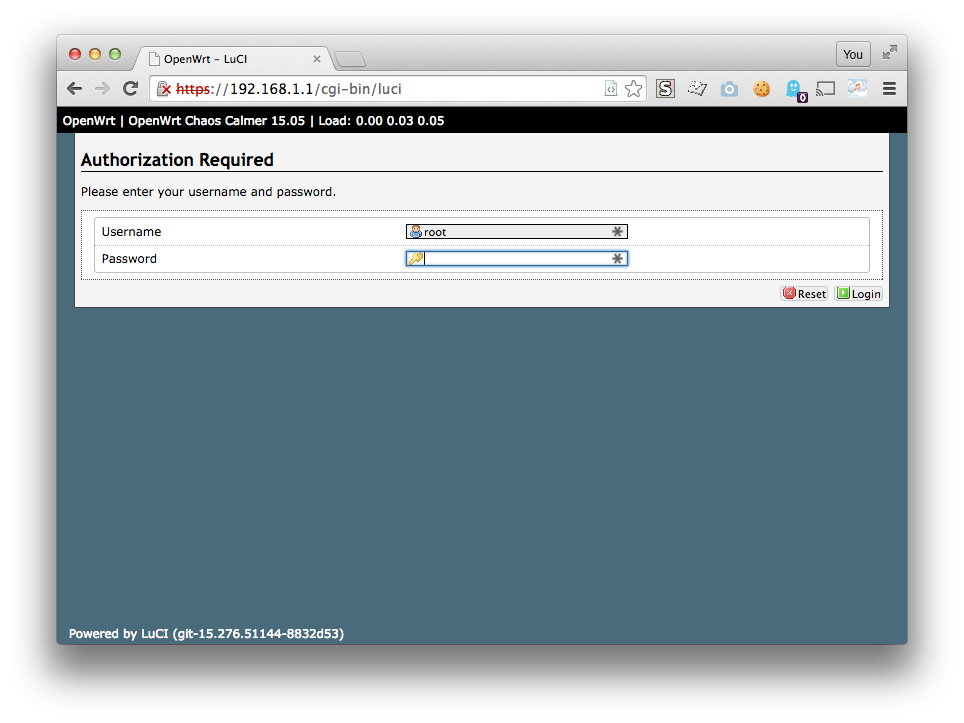 OpenWrt - LuCI
You
https://192.168.1.1/cgi-bin/luci
S
0
OpenWrt | OpenWrt Chaos Calmer 15.05 | Load: 0.00 0.03 0.05
Authorization Required
Please enter your username and password.
Username root
Password
Reset Login
Powered by LuCI (git-15.276.51144-8832d53)